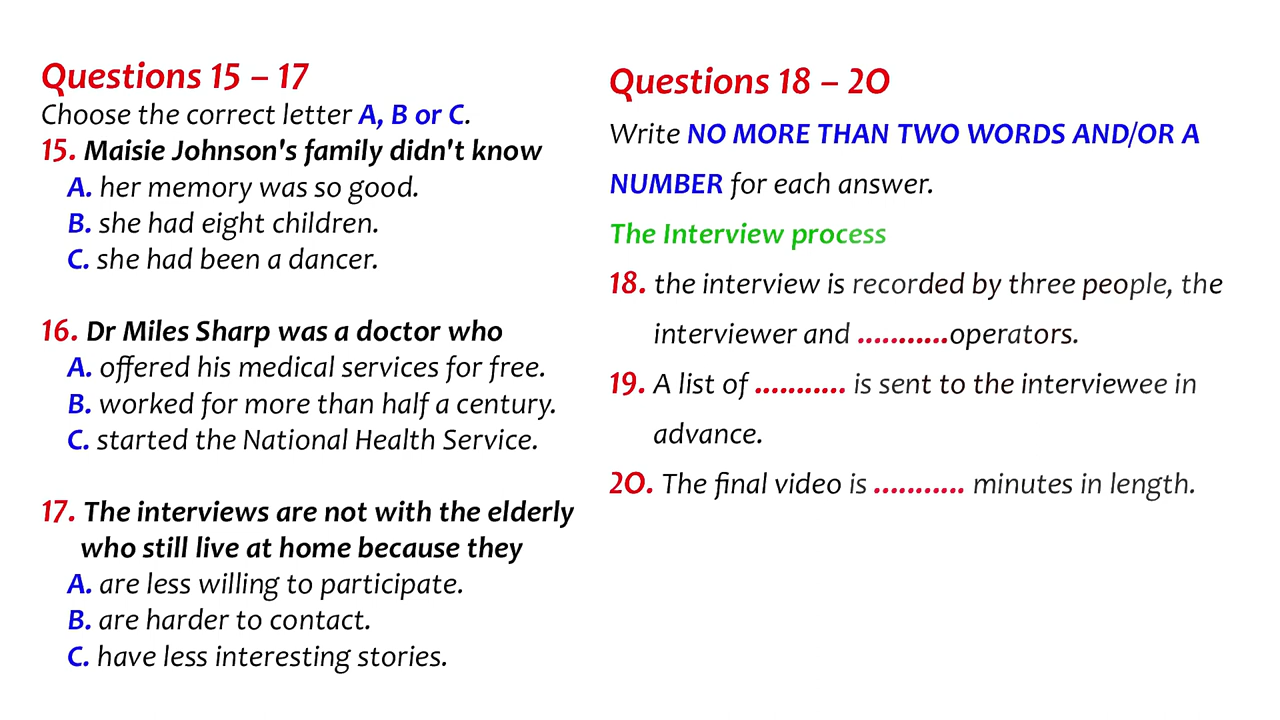 Questions 15 – 17
Choose the correct letter A, B or C.
15. Maisie Johnson's family didn't know
A. her memory was so good.
B. she had eight children.
C. she had been a dancer.
16. Dr Miles Sharp was a doctor who
A. offered his medical services for free.
B. worked for more than half a century.
C. started the National Health Service.
17. The interviews are not with the elderly
who still live at home because they
A. are less willing to participate.
B. are harder to contact.
C. have less interesting stories.
Questions 18 – 20
Write NO MORE THAN TWO WORDS AND/OR A
NUMBER for each answer.
The Interview process
18. the interview is recorded by three people, the
interviewer and ...........operators.
19. A list of ........... is sent to the interviewee in
advance.
20. The final video is ........... minutes in length.